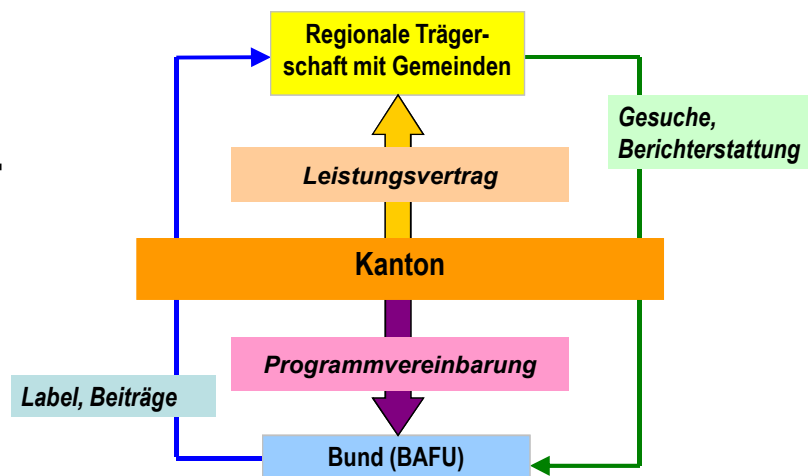 Regionale Träger-
schaft mit Gemeinden
Gesuche,
Berichterstattung
Leistungsvertrag
Kanton
Programmvereinbarung
Label, Beiträge
Bund (BAFU)